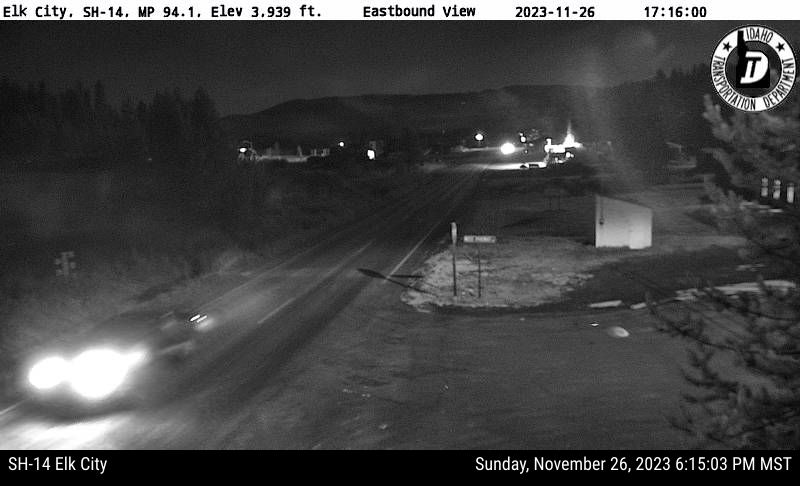 Elk City, SH-14, MP 94.1, Elev 3,939 ft. Eastbound View 2023-11-26 17:16:00
IDAHO
TRANSPORTATION DEPARTMENT
SH-14 Elk City Sunday, November 26, 2023 6:15:03 PM MST